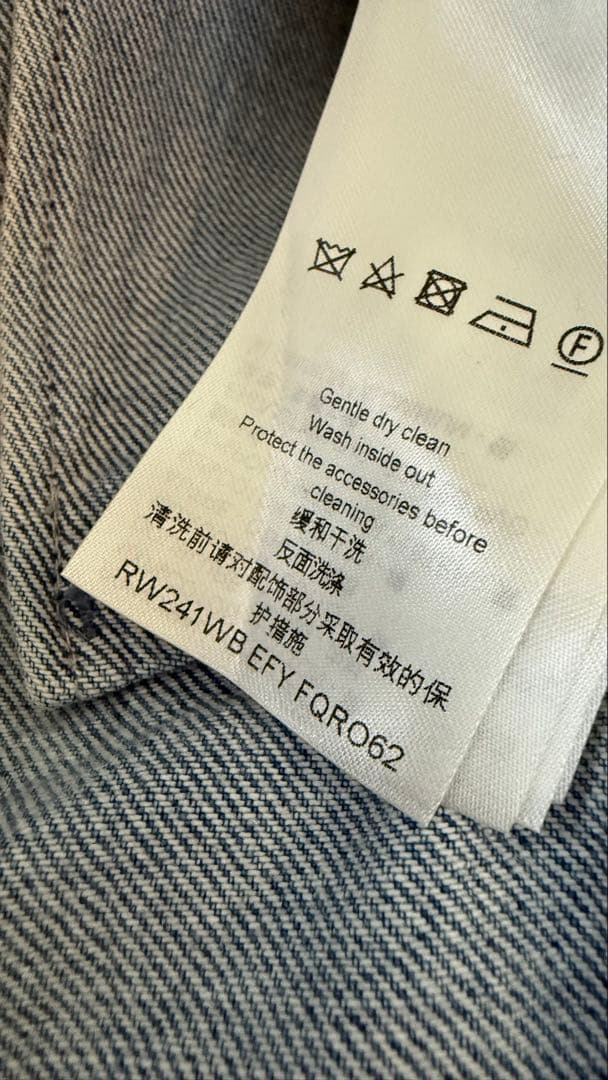 F
Gentle dry clean
Wash inside out
Protect the accessories before
cleaning
缓和干洗
反面洗涤
清洗前请对配饰部分采取有效的保
护措施
RW241WB EFY FQRO62